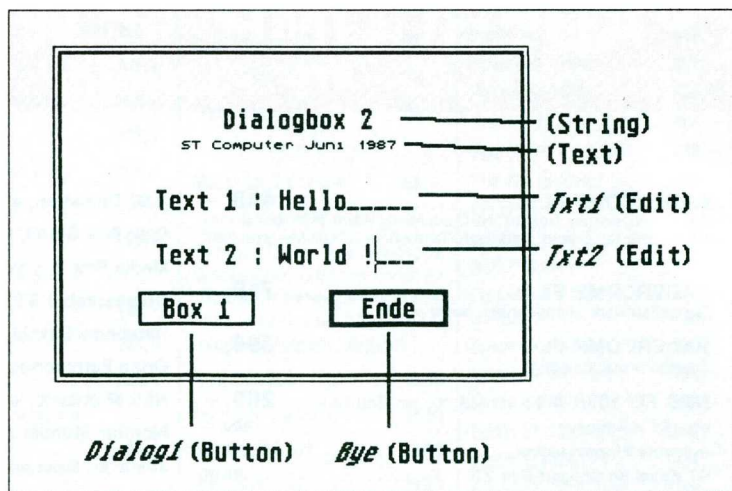 Dialogbox 2 (String)
ST Computer Juni 1987 (Text)
Text 1 : Hello___ Txt1 (Edit)
Text 2 : World !___ Txt2 (Edit)
Box 1 Ende
Dialog1 (Button) Bye (Button)